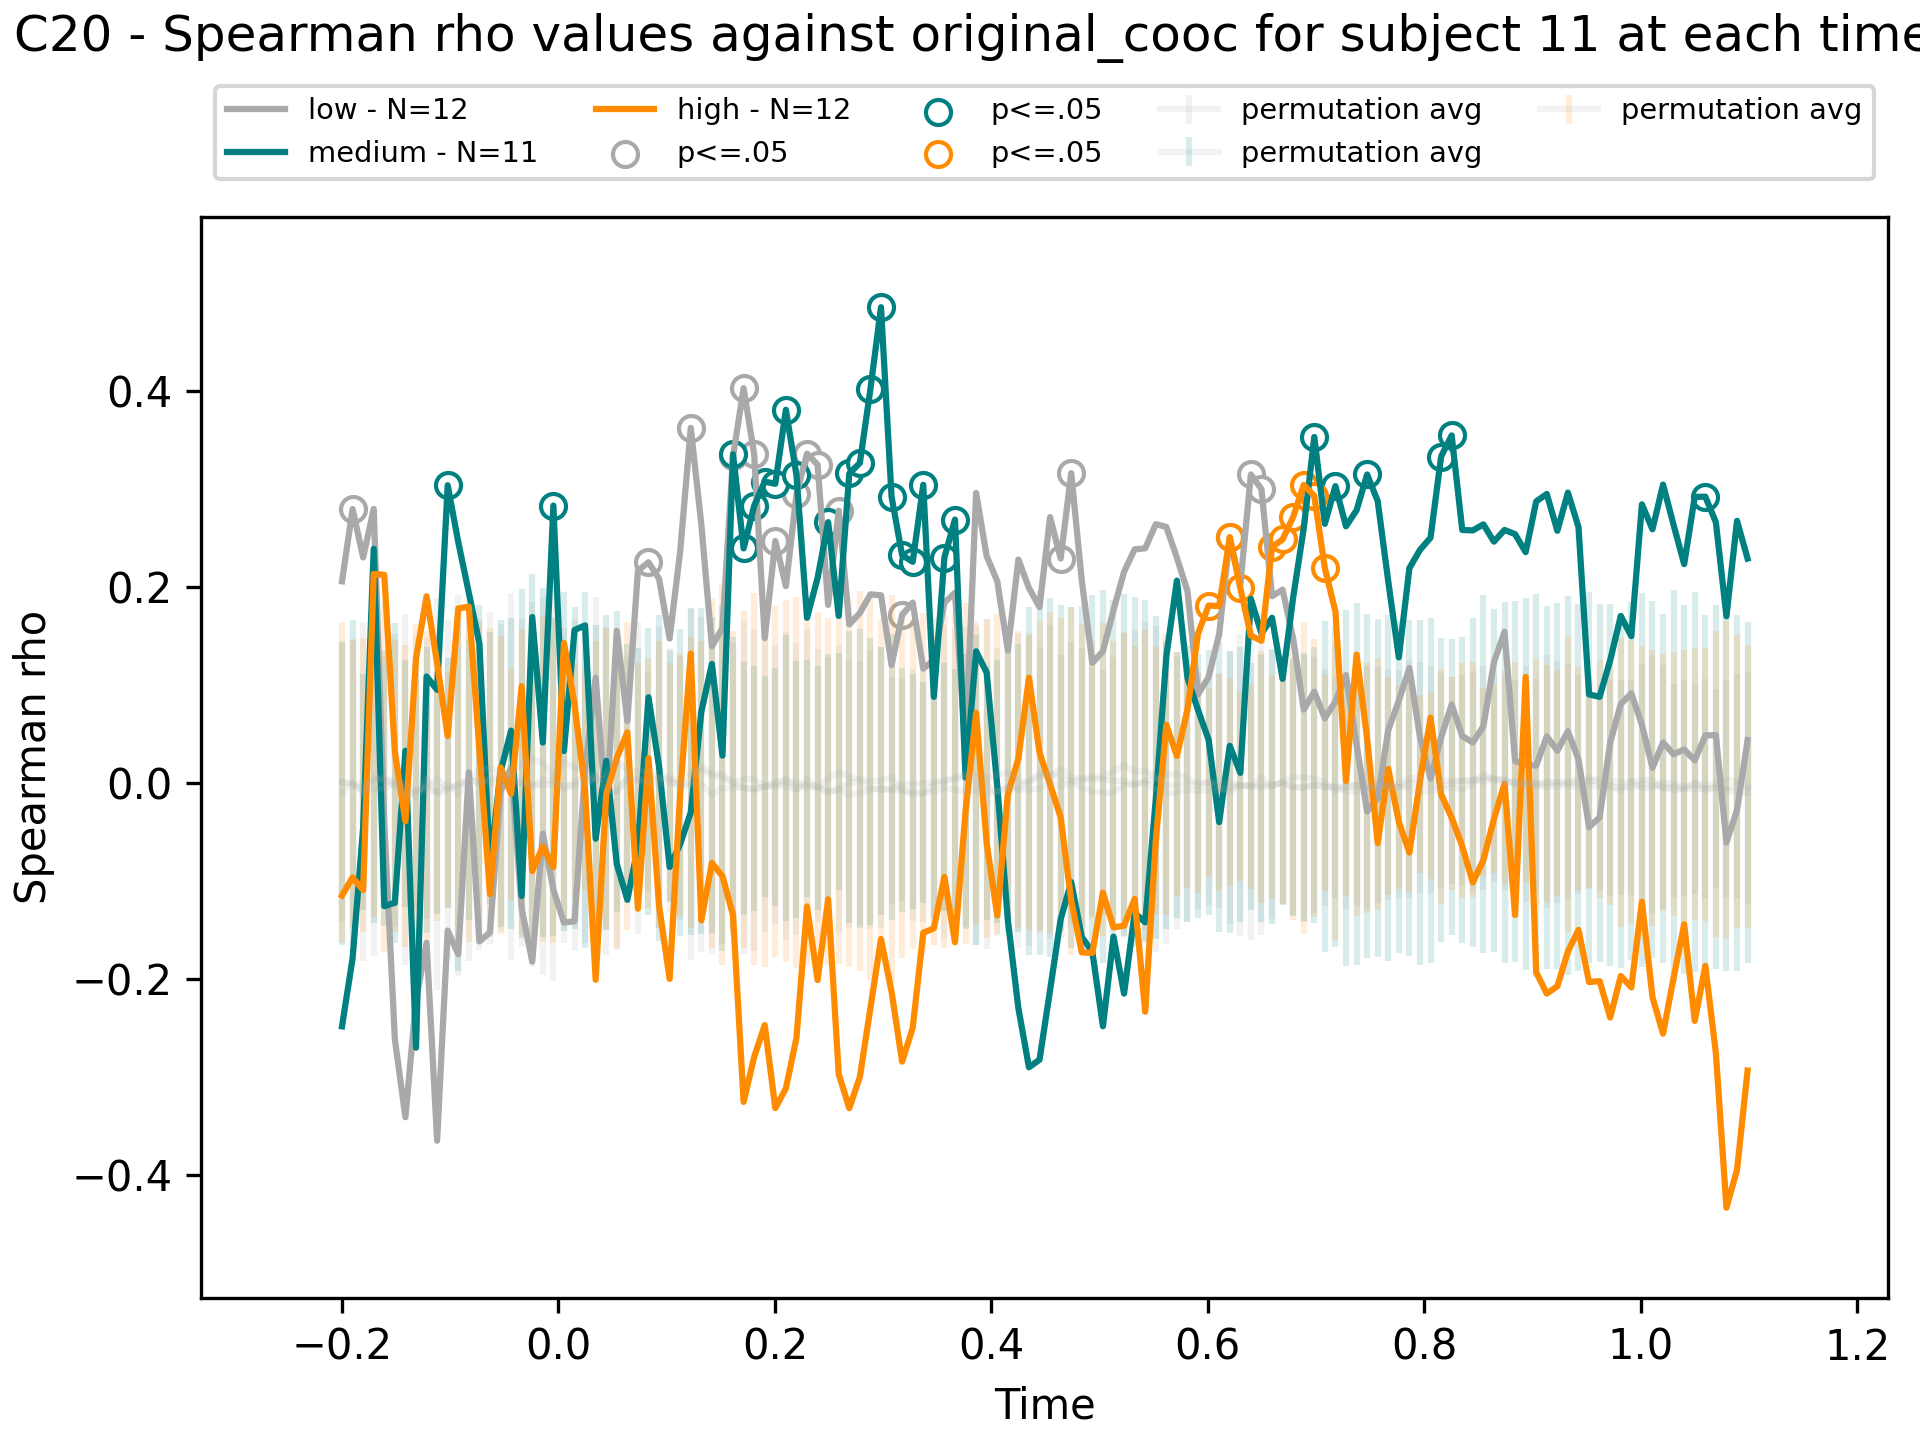 C20 - Spearman rho values against original_cooc for subject 11 at each time
low - N=12
medium - N=11
high - N=12
p<=.05
p<=.05
p<=.05
permutation avg
permutation avg
permutation avg
Spearman rho
0.4
0.2
0.0
−0.2
−0.4
−0.2
0.0
0.2
0.4
0.6
0.8
1.0
1.2
Time